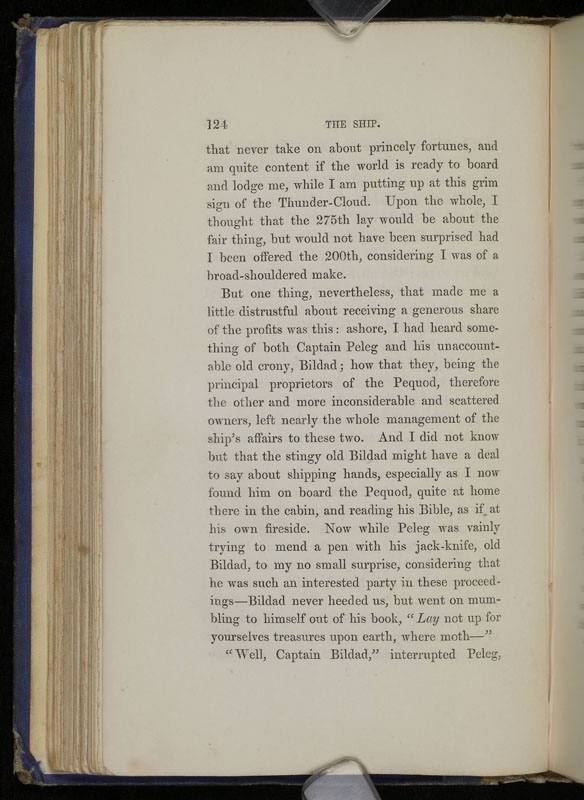 124 THE SHIP.
that never take on about princely fortunes, and
am quite content if the world is ready to board
and lodge me, while I am putting up at this grim
sign of the Thunder-Cloud. Upon the whole, I
thought that the 275th lay would be about the
fair thing, but would not have been surprised had
I been offered the 200th, considering I was of a
broad-shouldered make.
But one thing, nevertheless, that made me a
little distrustful about receiving a generous share
of the profits was this: ashore, I had heard some-
thing of both Captain Peleg and his unaccount-
able old crony, Bildad; how that they, being the
principal proprietors of the Pequod, therefore
the other and more inconsiderable and scattered
owners, left nearly the whole management of the
ship's affairs to these two. And I did not know
but that the stingy old Bildad might have a deal
to say about shipping hands, especially as I now
found him on board the Pequod, quite at home
there in the cabin, and reading his Bible, as if at
his own fireside. Now while Peleg was vainly
trying to mend a pen with his jack-knife, old
Bildad, to my no small surprise, considering that
he was such an interested party in these proceed-
ings—Bildad never heeded us, but went on mum-
bling to himself out of his book, "Lay not up for
yourselves treasures upon earth, where moth—"
"Well, Captain Bildad," interrupted Peleg,